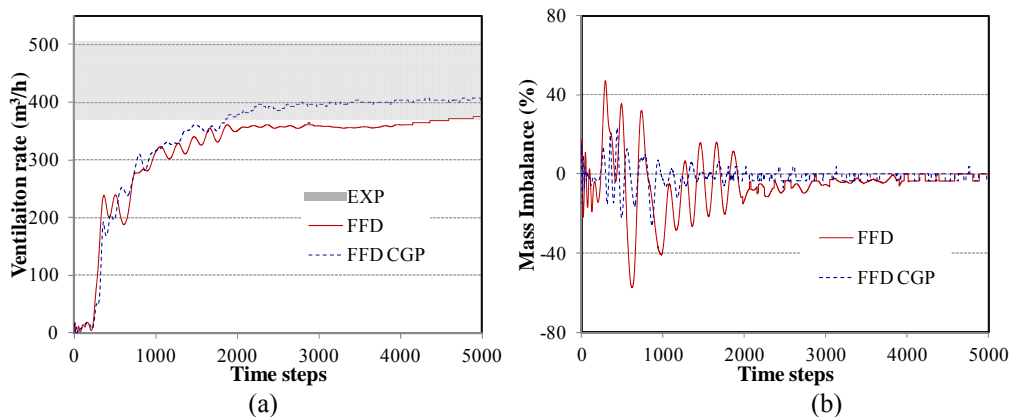 Ventilaiton rate (m³/h)
500
400
300
200
100
0
EXP
FFD
FFD CGP
0 1000 2000 3000 4000 5000
Time steps
(a)
Mass Imbalance (%)
80
40
0
-40
-80
FFD
FFD CGP
0 1000 2000 3000 4000 5000
Time steps
(b)